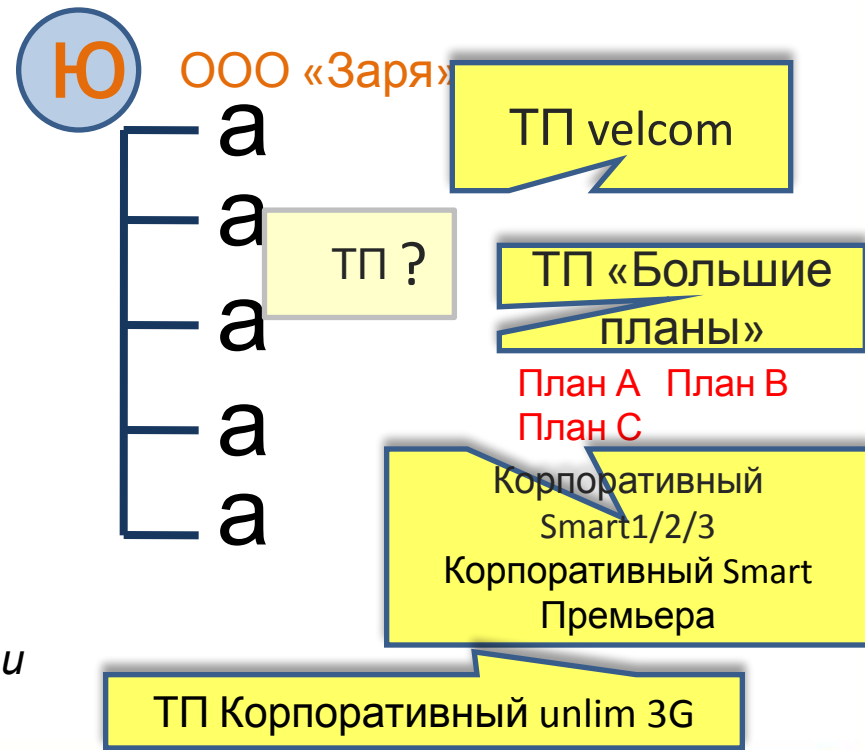 Ю
ООО «Заря»
а
ТП velcom
а
ТП ?
ТП «Большие
планы»
а
План А План В
План С
а
Корпоративный
Smart1/2/3
а
Корпоративный Smart
Премьера
и
ТП Корпоративный unlim 3G